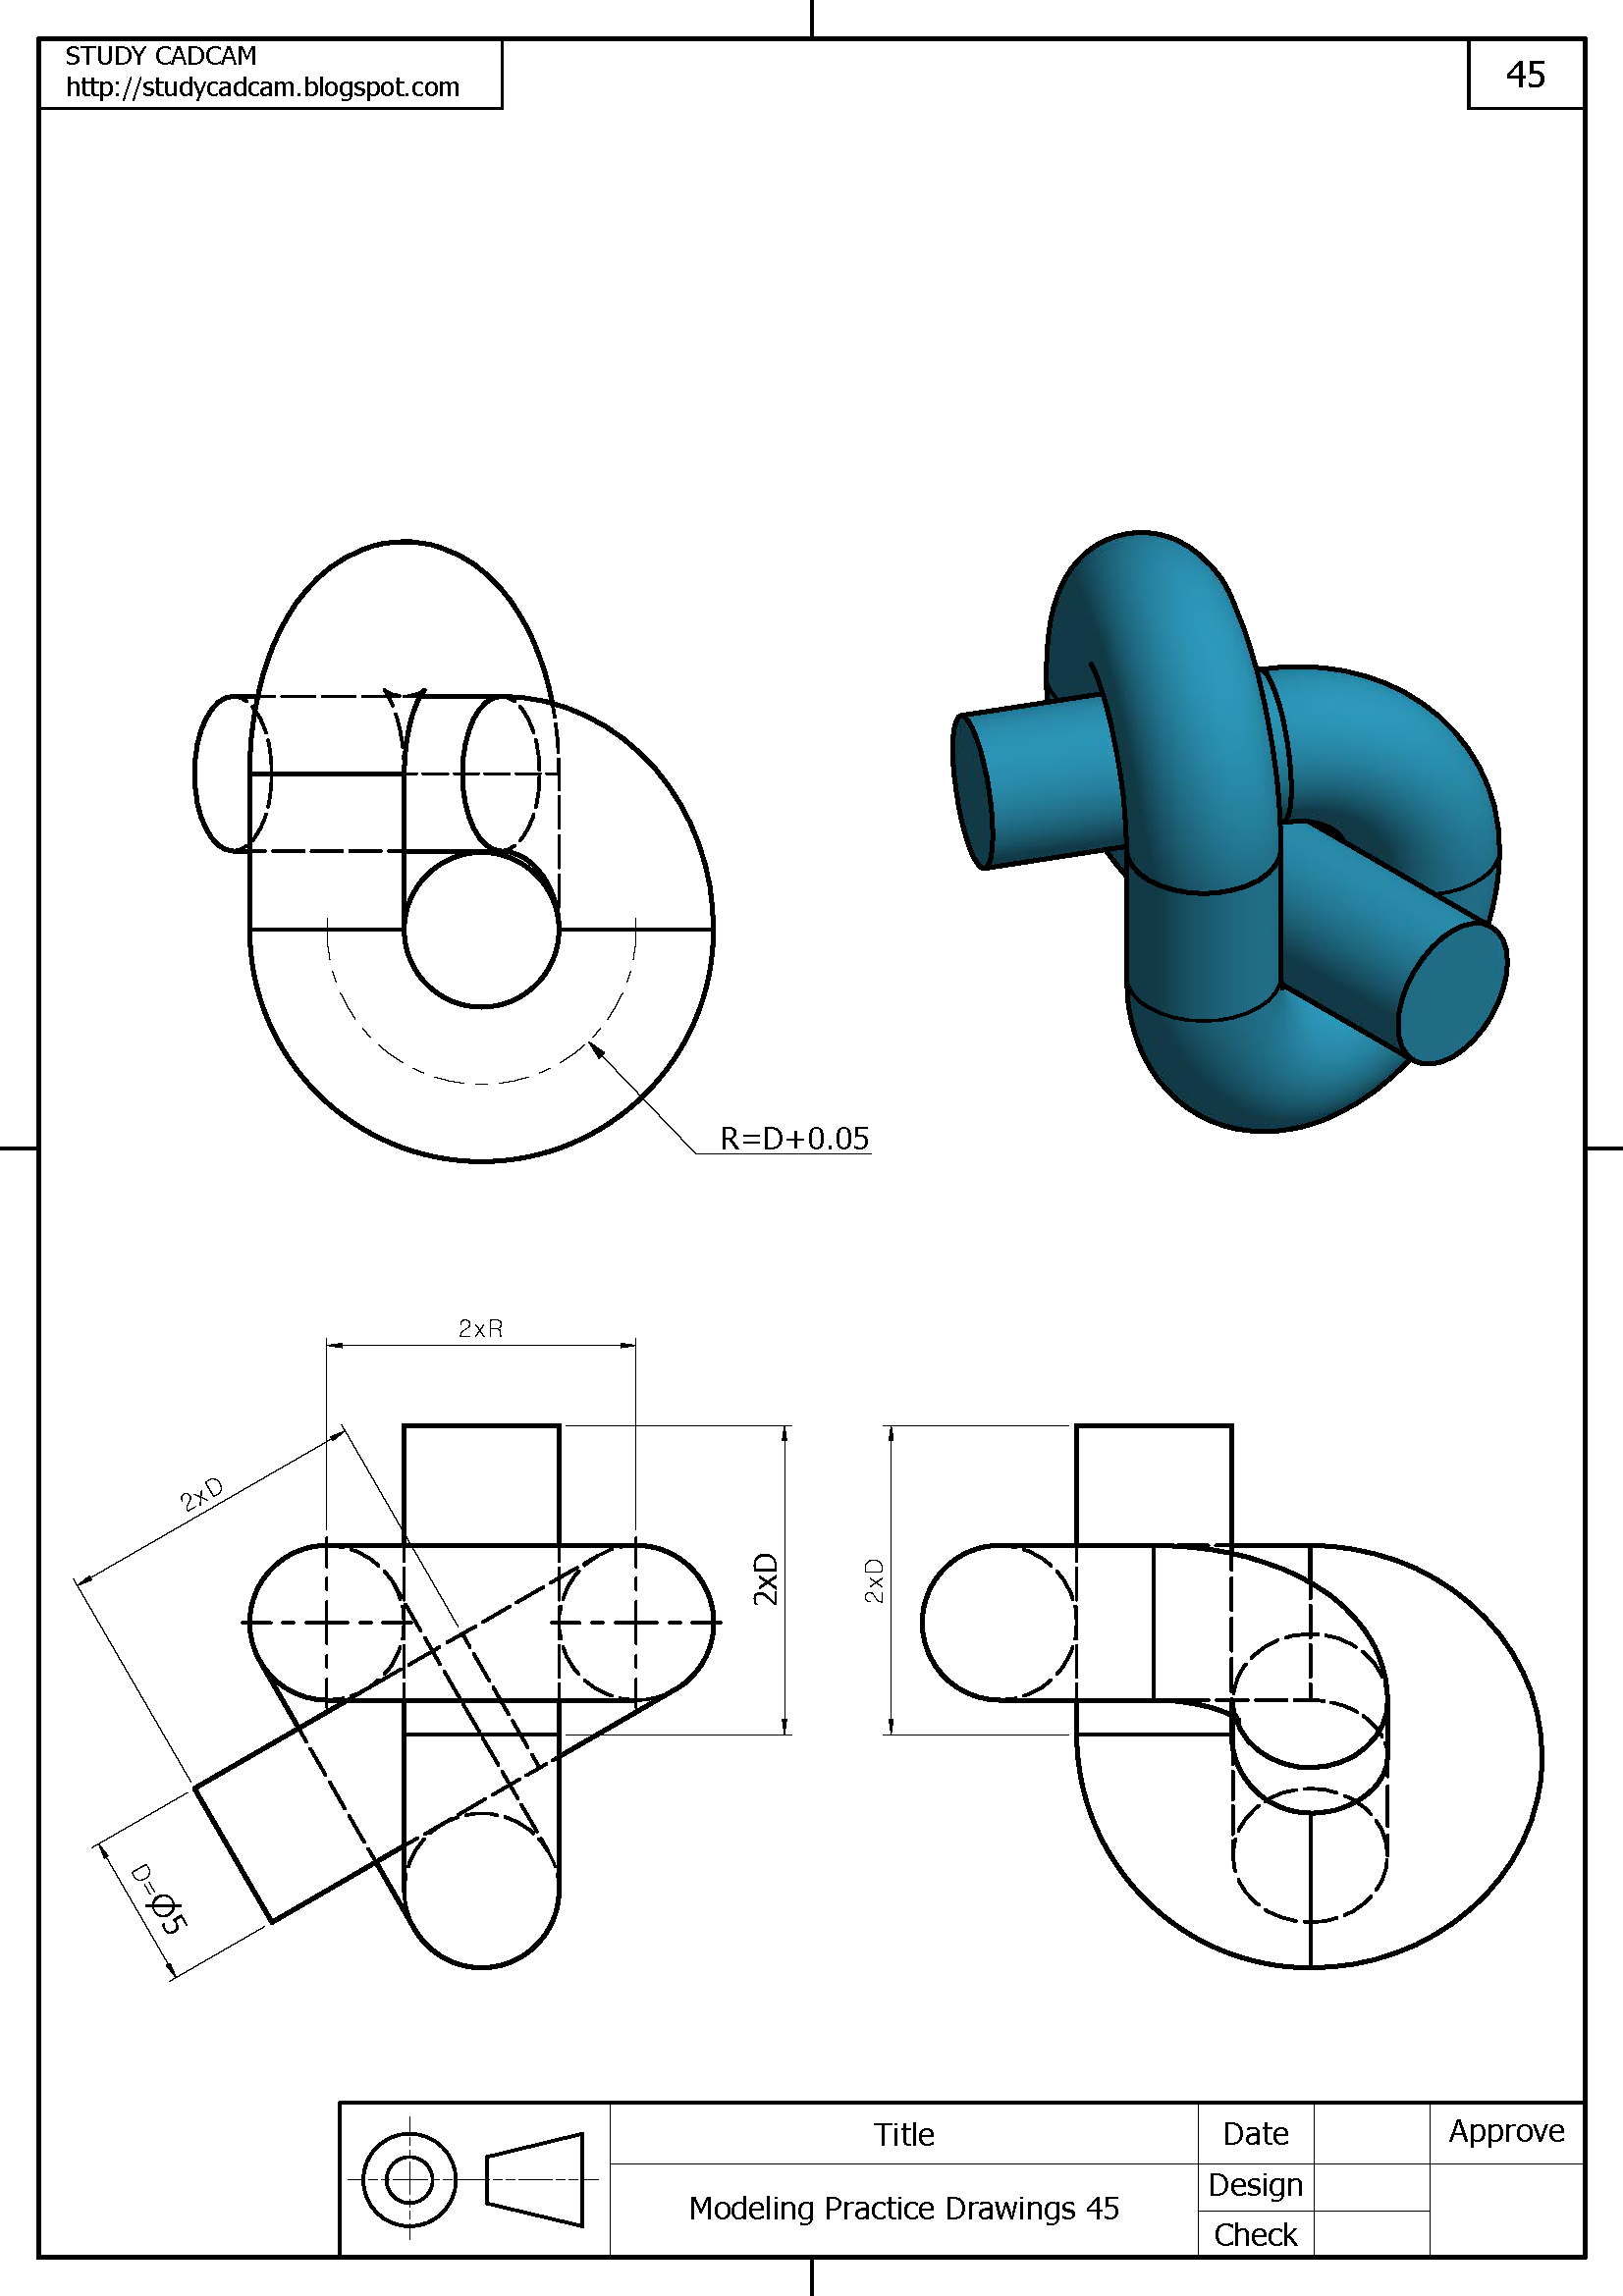 STUDY CADCAM
http://studycadcam.blogspot.com
45
R=D+0.05
2xR
2xD
2xD
2xD
D=Ø5
Title
Date
Approve
Modeling Practice Drawings 45
Design
Check